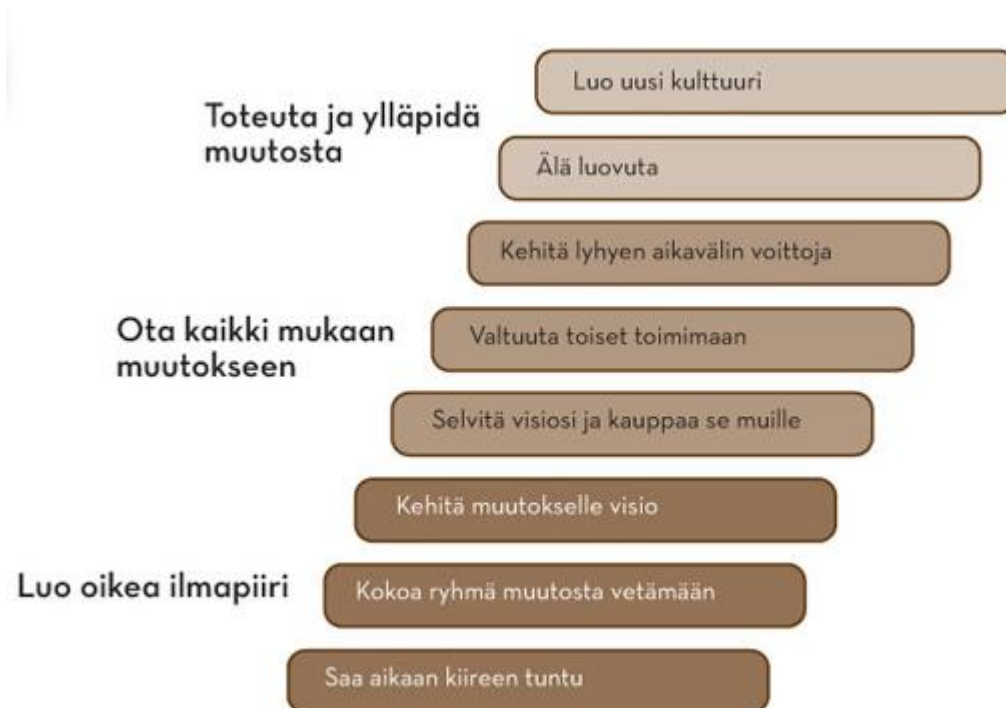 Luo uusi kulttuuri
Toteuta ja ylläpidä
muutosta
Älä luovuta
Kehitä lyhyen aikavälin voittoja
Ota kaikki mukaan
muutokseen
Valtuuta toiset toimimaan
Selvitä visiosi ja kauppaa se muille
Kehitä muutokselle visio
Luo oikea ilmapiiri
Kokoa ryhmä muutosta vetämään
Saa aikaan kiireen tuntu